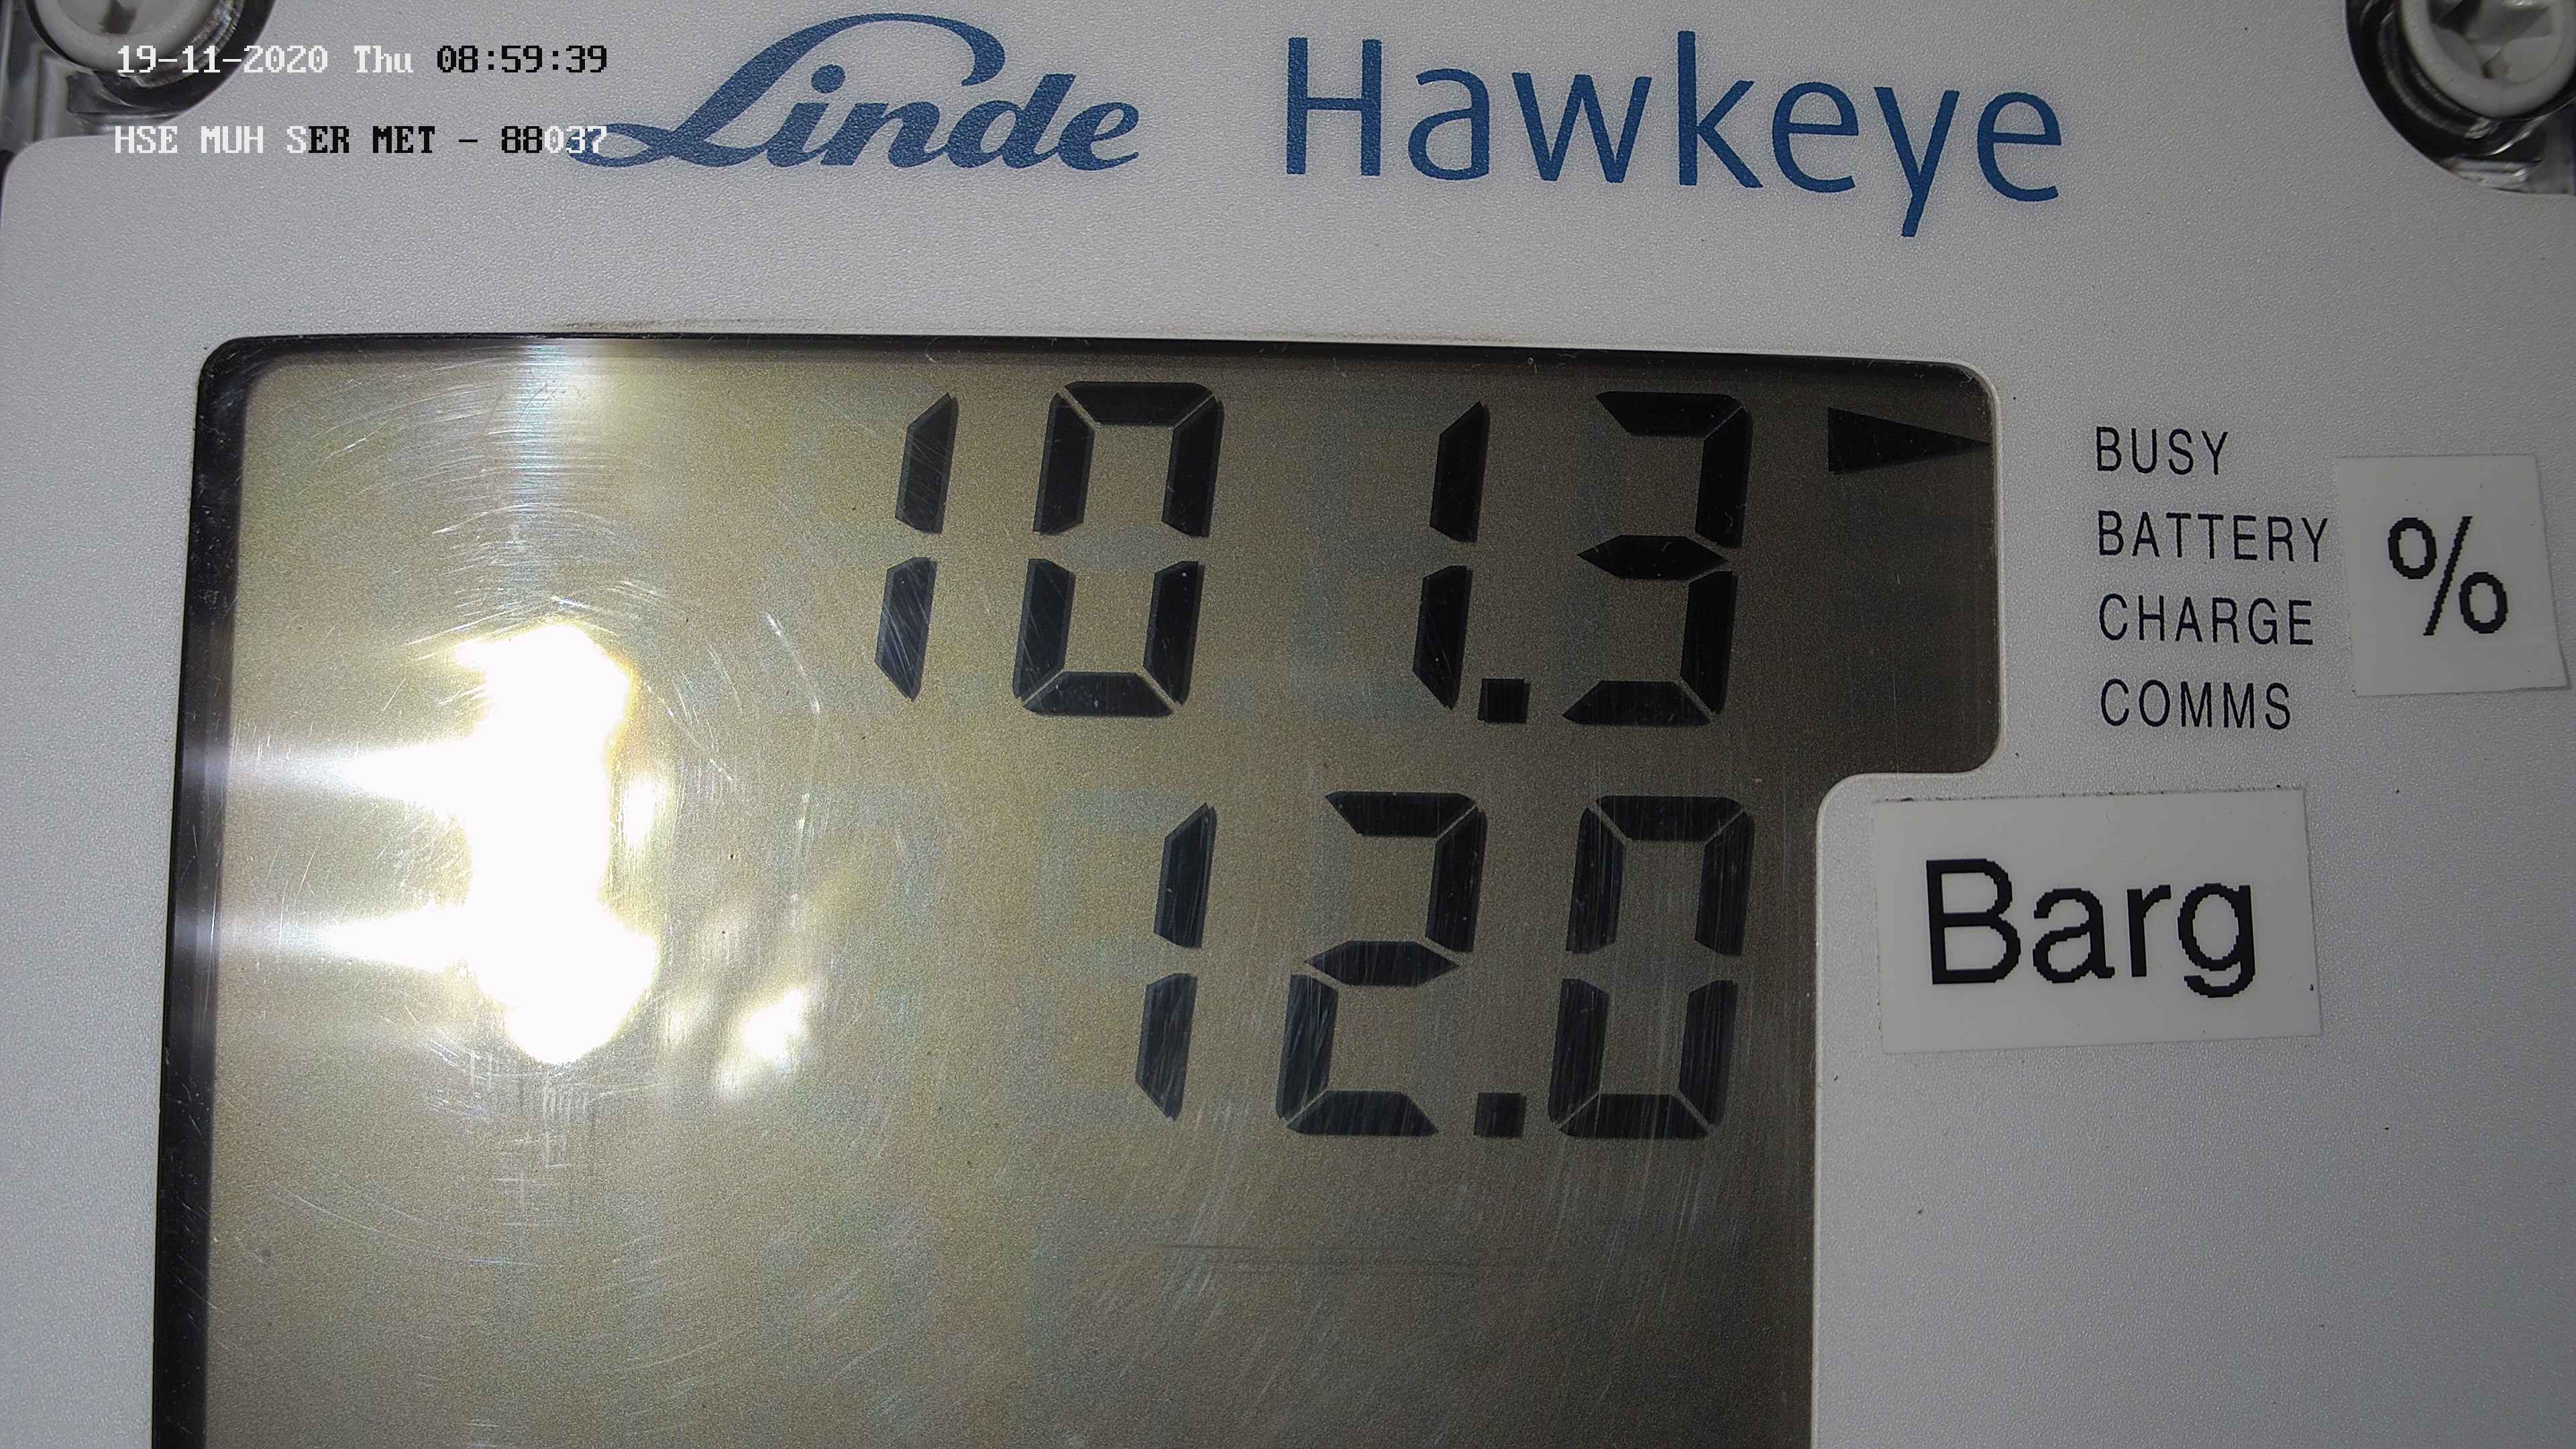 19-11-2020 Thu 08:59:39
HSE MUH SER MET - 88037
Linde Hawkeye
101.3
BUSY
BATTERY
CHARGE
COMMS
%
12.0
Barg